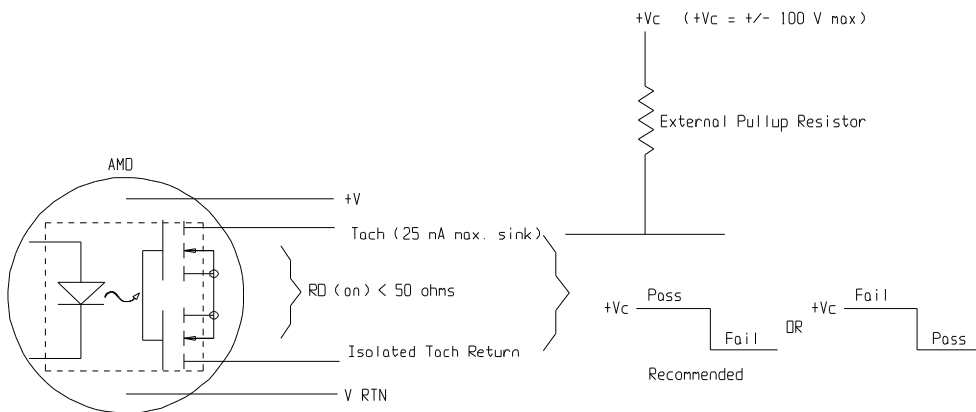 +Vc (+Vc = +/- 100 V max)
External Pullup Resistor
AMD
+V
Tach (25 mA max. sink)
RD (on) < 50 ohms
Isolated Tach Return
V RTN
+Vc Pass
Fail
Recommended
OR
+Vc Fail
Pass